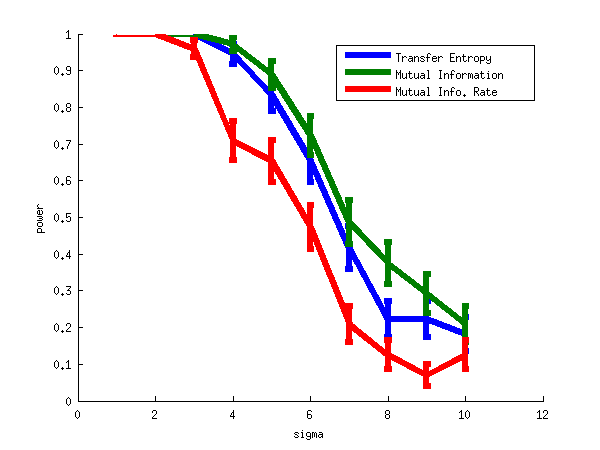 1
0.9
0.8
0.7
0.6
0.5
0.4
0.3
0.2
0.1
0
power
Transfer Entropy
Mutual Information
Mutual Info. Rate
0 2 4 6 8 10 12
sigma